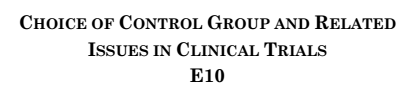 CHOICE OF CONTROL GROUP AND RELATED
ISSUES IN CLINICAL TRIALS
E10